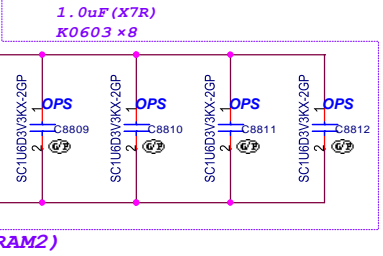 1.0uF(X7R)
K0603 ×8
SC1U6D3V3KX-2GP
1
OPS
C8809
2
G/P
SC1U6D3V3KX-2GP
1
OPS
C8810
2
G/P
SC1U6D3V3KX-2GP
1
OPS
C8811
2
G/P
SC1U6D3V3KX-2GP
1
OPS
C8812
2
G/P
RAM2)